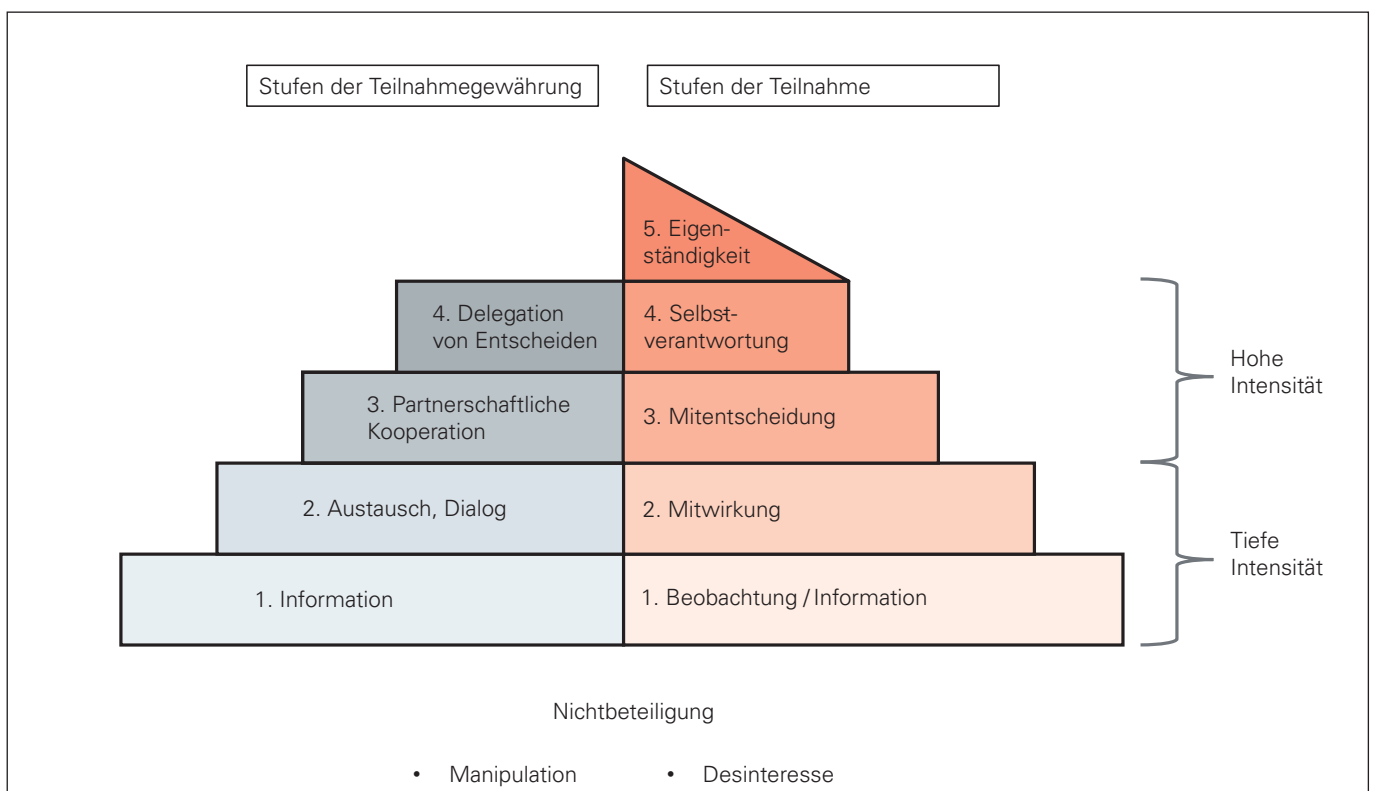 Stufen der Teilnahmegewährung
Stufen der Teilnahme
5. Eigen-
ständigkeit
4. Delegation
von Entscheiden
4. Selbst-
verantwortung
Hohe
Intensität
3. Partnerschaftliche
Kooperation
3. Mitentscheidung
2. Austausch, Dialog
2. Mitwirkung
Tiefe
Intensität
1. Information
1. Beobachtung / Information
Nichtbeteiligung
• Manipulation
• Desinteresse